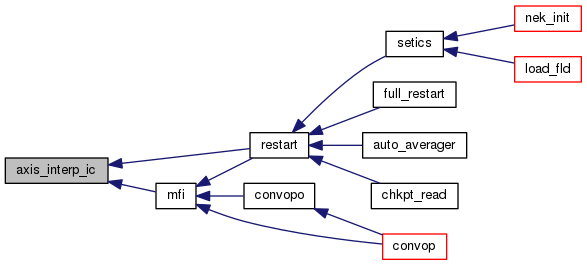 nek_init
setics
load_fld
full_restart
restart
auto_averager
axis_interp_ic
mfi
convopo
chkpt_read
convop